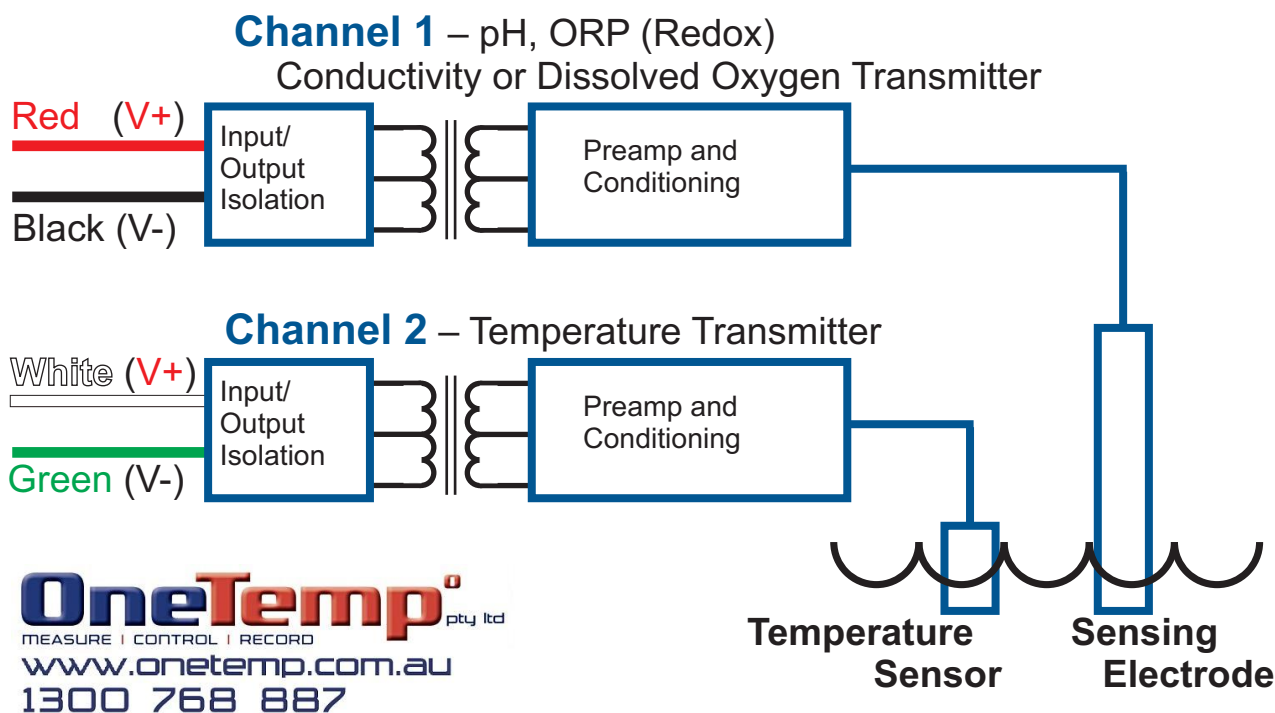 Channel 1 – pH, ORP (Redox)
Conductivity or Dissolved Oxygen Transmitter
Red (V+)
Black (V-)
Input/
Output
Isolation
Preamp and
Conditioning
Channel 2 – Temperature Transmitter
White (V+)
Green (V-)
Input/
Output
Isolation
Preamp and
Conditioning
Temperature
Sensor
Sensing
Electrode
OneTemp° pty ltd
MEASURE | CONTROL | RECORD
www.onetemp.com.au
1300 768 887